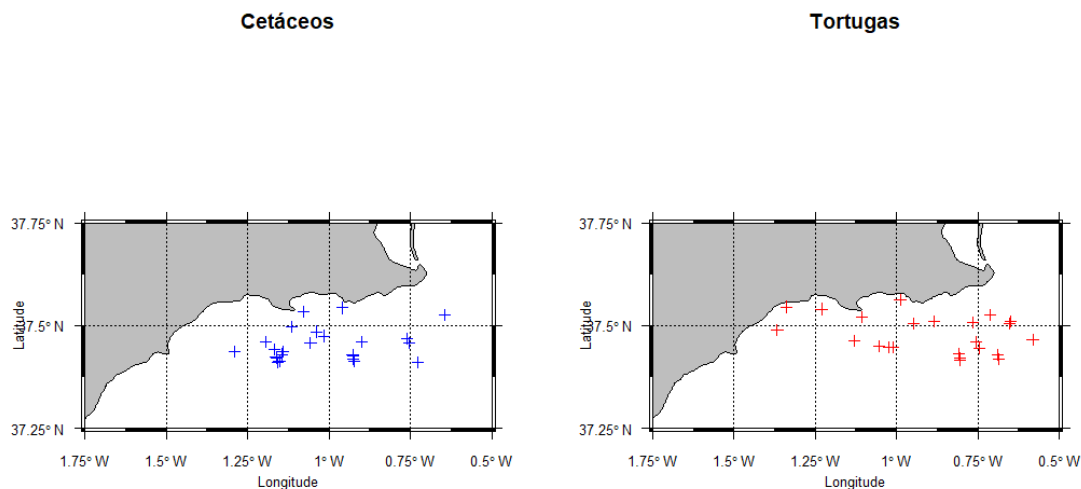 Cetáceos
37.75° N
37.5° N
37.25° N
Latitude
1.75° W 1.5° W 1.25° W 1° W 0.75° W 0.5° W
Longitude
Tortugas
37.75° N
37.5° N
37.25° N
Latitude
1.75° W 1.5° W 1.25° W 1° W 0.75° W 0.5° W
Longitude